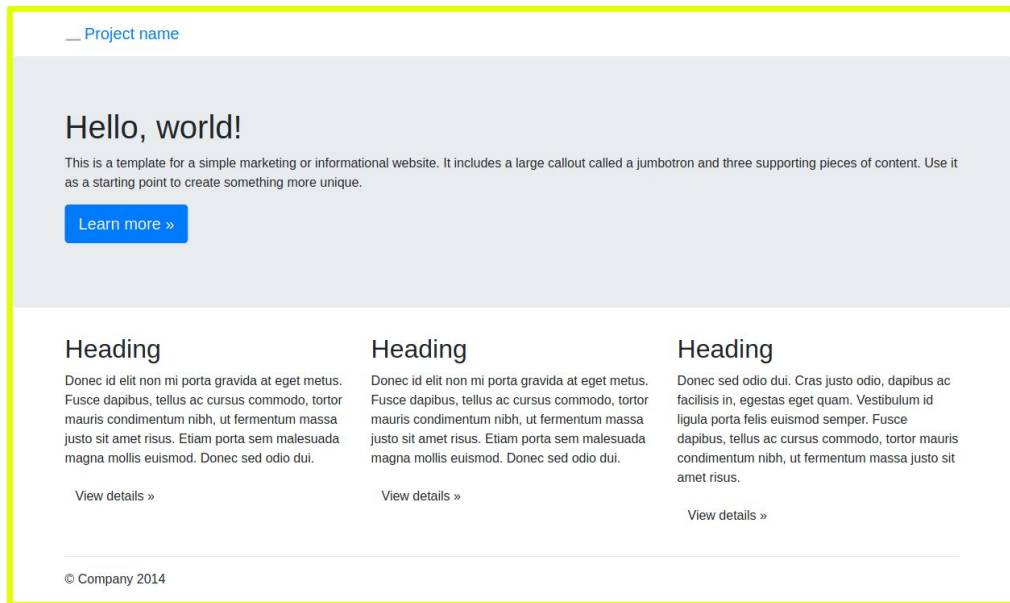 Project name
Hello, world!
This is a template for a simple marketing or informational website. It includes a large callout called a jumbotron and three supporting pieces of content. Use it
as a starting point to create something more unique.
Learn more »
Heading
Donec id elit non mi porta gravida at eget metus.
Fusce dapibus, tellus ac cursus commodo, tortor
mauris condimentum nibh, ut fermentum massa
justo sit amet risus. Etiam porta sem malesuada
magna mollis euismod. Donec sed odio dui.
View details »
Heading
Donec id elit non mi porta gravida at eget metus.
Fusce dapibus, tellus ac cursus commodo, tortor
mauris condimentum nibh, ut fermentum massa
justo sit amet risus. Etiam porta sem malesuada
magna mollis euismod. Donec sed odio dui.
View details »
Heading
Donec sed odio dui. Cras justo odio, dapibus ac
facilisis in, egestas eget quam. Vestibulum id
ligula porta felis euismod semper. Fusce
dapibus, tellus ac cursus commodo, tortor mauris
condimentum nibh, ut fermentum massa justo sit
amet risus.
View details »
© Company 2014